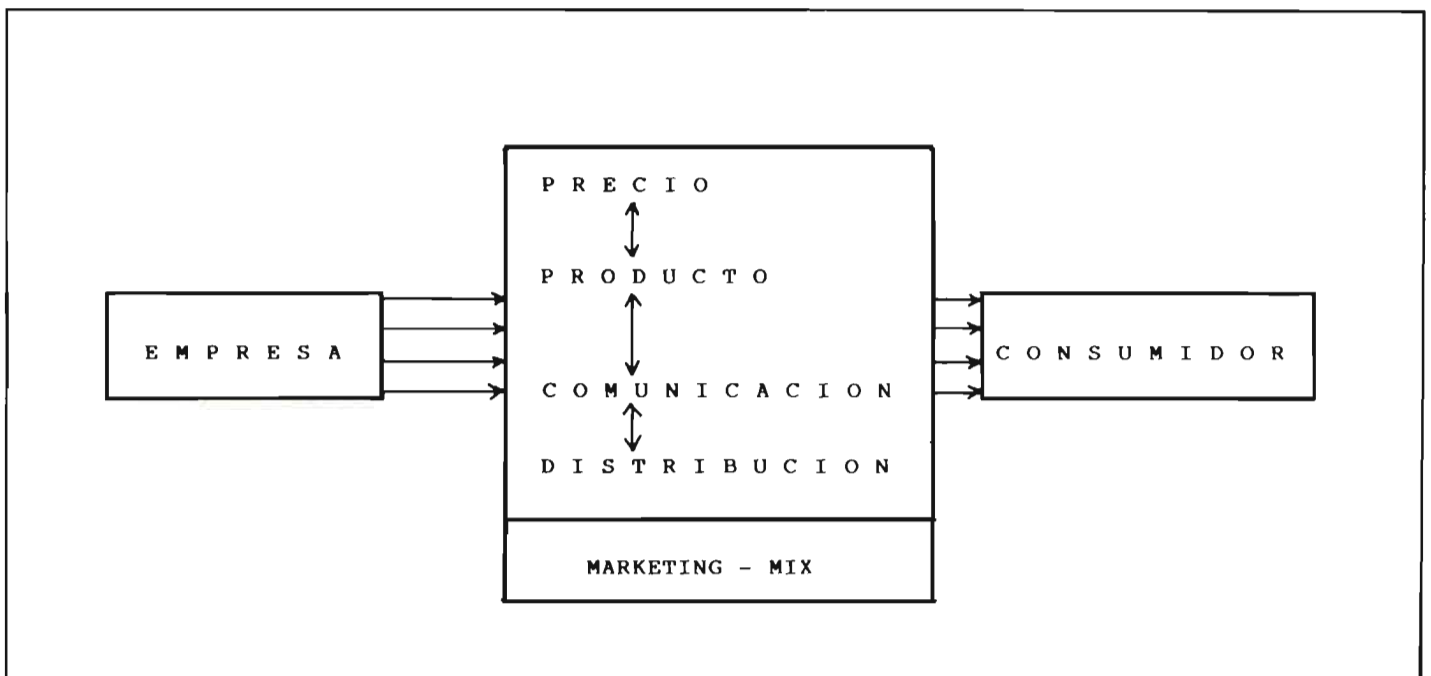 PRECIO
PRODUCTO
EMPRESA
CONSUMIDOR
COMUNICACION
DISTRIBUCION
MARKETING - MIX